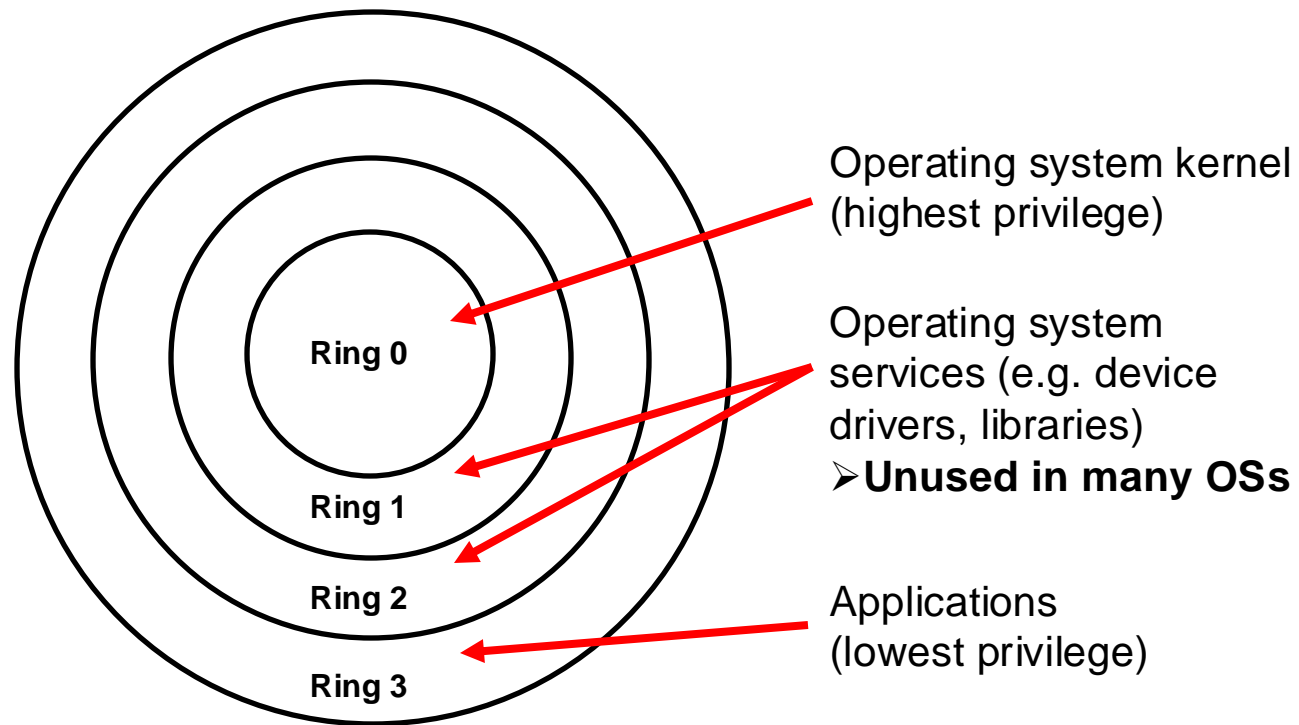 Ring 0
Ring 1
Ring 2
Ring 3
Operating system kernel
(highest privilege)
Operating system
services (e.g. device
drivers, libraries)
➢Unused in many OSs
Applications
(lowest privilege)